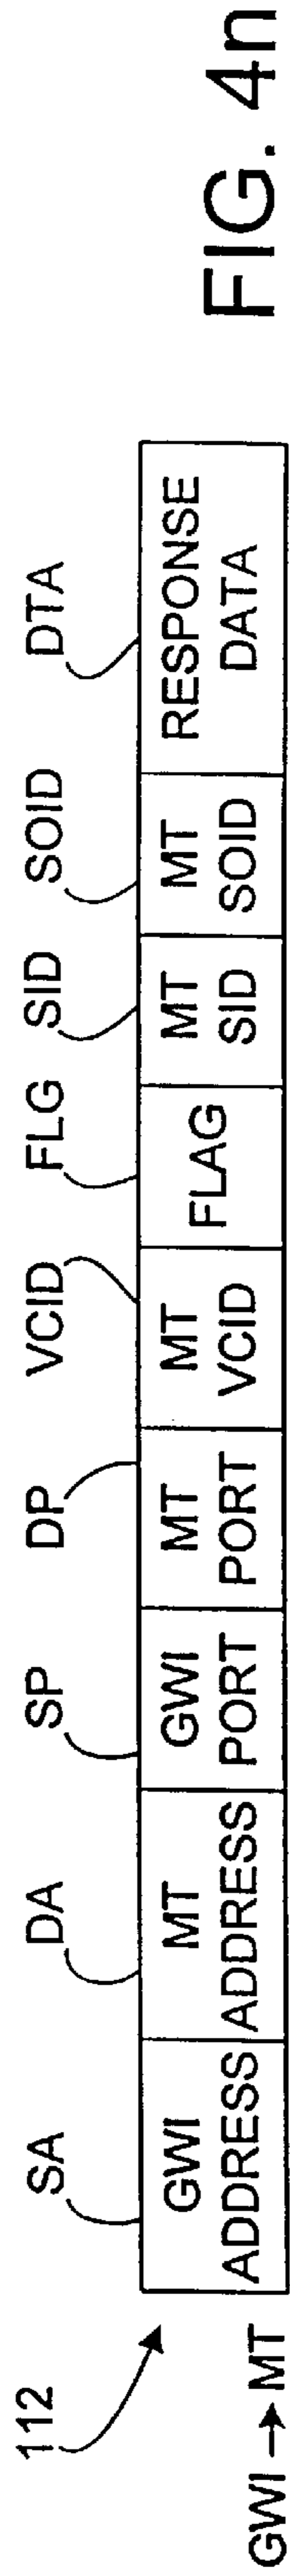 112
SA DA SP DP VCID FLG SID SOID DTA
GWI ADDRESS
MT ADDRESS
GWI PORT
MT PORT
MT VCID
FLAG
MT SID
MT SOID
RESPONSE DATA
GWI → MT
FIG. 4n